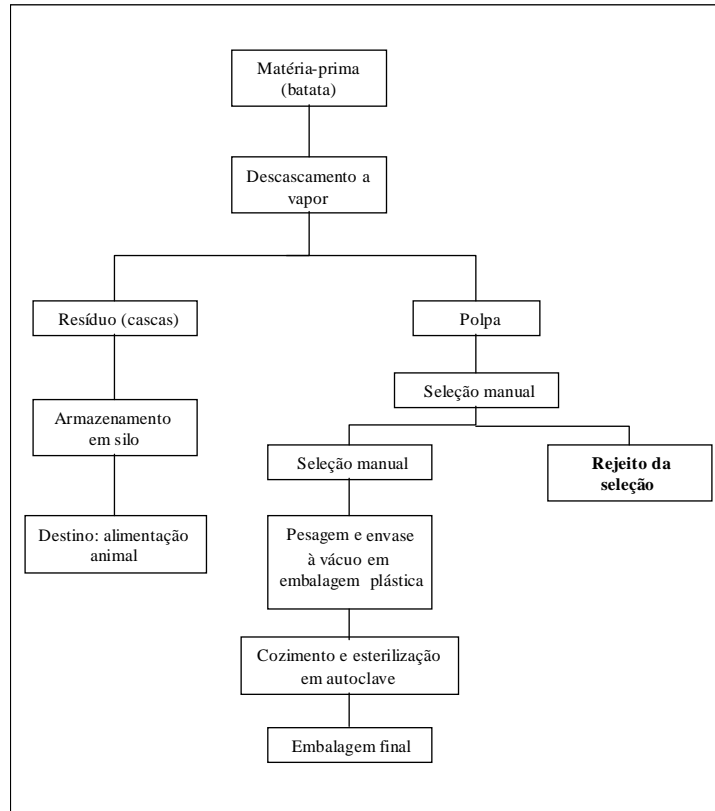 Matéria-prima
(batata)
Descascamento a
vapor
Resíduo (cascas)
Polpa
Seleção manual
Armazenamento
em silo
Seleção manual
Rejeito da
seleção
Destino: alimentação
animal
Pesagem e envase
à vácuo em
embalagem plástica
Cozimento e esterilização
em autoclave
Embalagem final